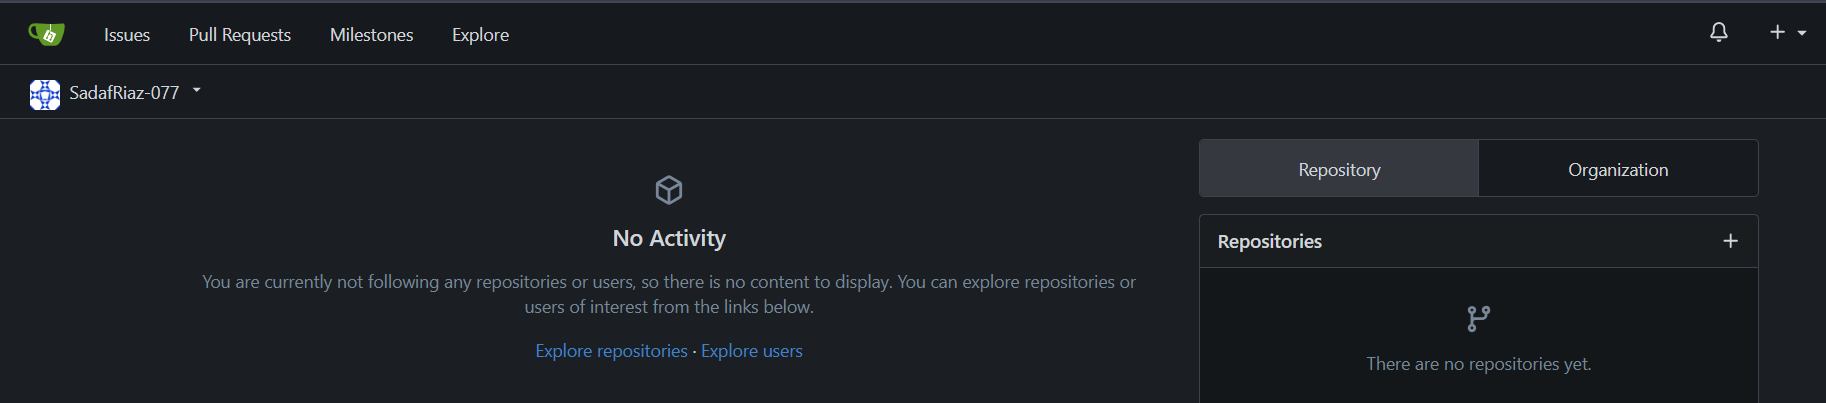 Issues Pull Requests Milestones Explore
SadafRiaz-077
No Activity
You are currently not following any repositories or users, so there is no content to display. You can explore repositories or
users of interest from the links below.
Explore repositories · Explore users
Repository Organization
Repositories
There are no repositories yet.